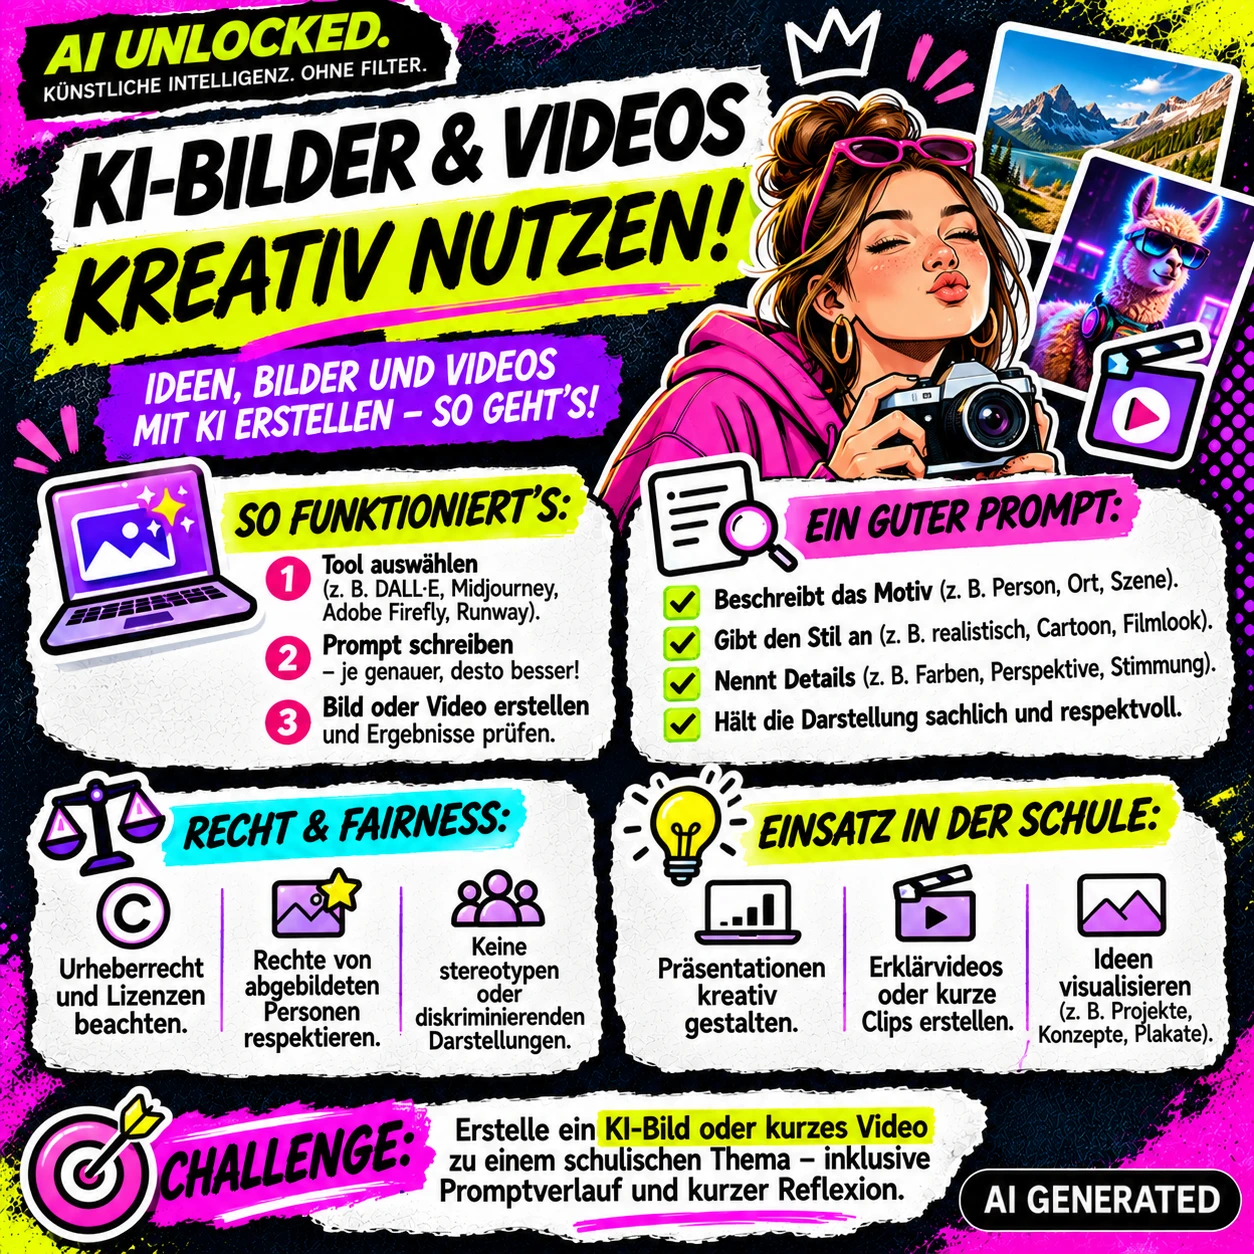 AI UNLOCKED.
KÜNSTLICHE INTELLIGENZ. OHNE FILTER.
KI-BILDER & VIDEOS
KREATIV NUTZEN!
IDEEN, BILDER UND VIDEOS
MIT KI ERSTELLEN – SO GEHT'S!
SO FUNKTIONIERT'S:
1 Tool auswählen
(z. B. DALL·E, Midjourney,
Adobe Firefly, Runway).
2 Prompt schreiben
– je genauer, desto besser!
3 Bild oder Video erstellen
und Ergebnisse prüfen.
EIN GUTER PROMPT:
Beschreibt das Motiv (z. B. Person, Ort, Szene).
Gibt den Stil an (z. B. realistisch, Cartoon, Filmlook).
Nennt Details (z. B. Farben, Perspektive, Stimmung).
Hält die Darstellung sachlich und respektvoll.
RECHT & FAIRNESS:
C
Urheberrecht
und Lizenzen
beachten.
Rechte von
abgebildeten
Personen
respektieren.
Keine
stereotypen
oder
diskriminierenden
Darstellungen.
EINSATZ IN DER SCHULE:
Präsentationen
kreativ
gestalten.
Erklärvideos
oder kurze
Clips erstellen.
Ideen
visualisieren
(z. B. Projekte,
Konzepte, Plakate).
CHALLENGE:
Erstelle ein KI-Bild oder kurzes Video
zu einem schulischen Thema – inklusive
Promptverlauf und kurzer Reflexion.
AI GENERATED